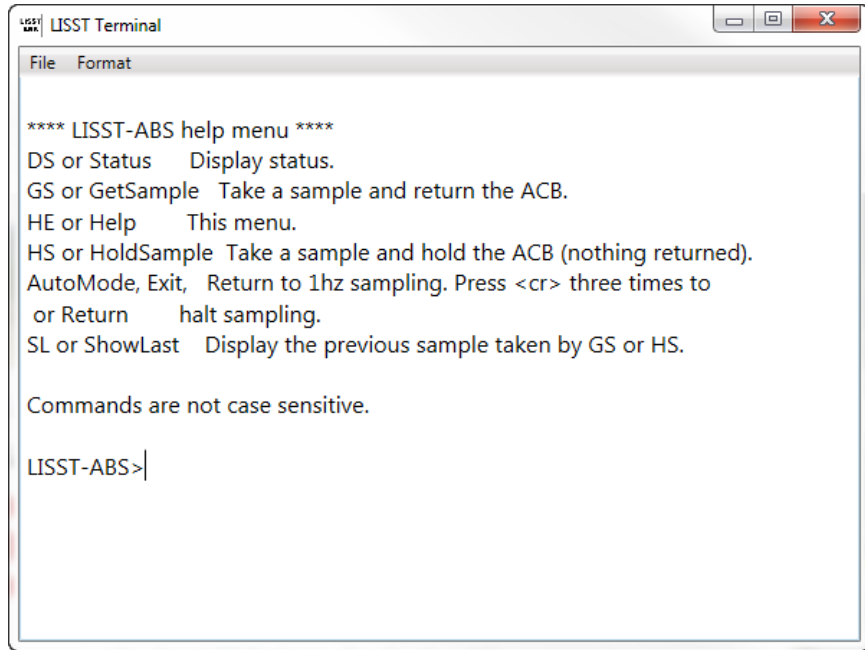 LISST Terminal
File Format
**** LISST-ABS help menu ****
DS or Status Display status.
GS or GetSample Take a sample and return the ACB.
HE or Help This menu.
HS or HoldSample Take a sample and hold the ACB (nothing returned).
AutoMode, Exit, Return to 1hz sampling. Press <cr> three times to
or Return halt sampling.
SL or ShowLast Display the previous sample taken by GS or HS.
Commands are not case sensitive.
LISST-ABS>